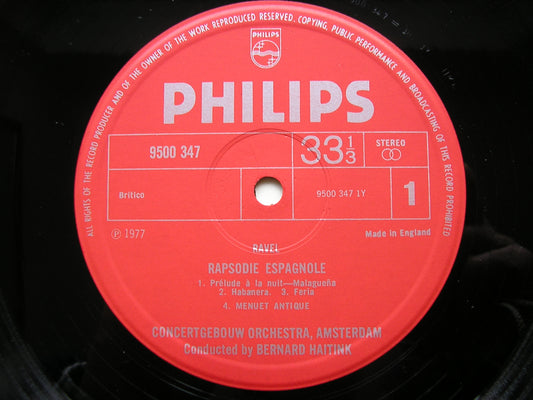 ALL RIGHTS OF THE RECORD PRODUCER AND OF THE OWNER OF THE WORK REPRODUCED RESERVED. COPYING, PUBLIC PERFORMANCE AND BROADCASTING OF THIS RECORD PROHIBITED
PHILIPS
PHILIPS
9500 347
33 1/3
STEREO
Britico
9500 347 1Y
1
℗ 1977
Made in England
RAVEL
RAPSODIE ESPAGNOLE
1. Prélude à la nuit—Malagueña
2. Habanera. 3. Feria
4. MENUET ANTIQUE
CONCERTGEBOUW ORCHESTRA, AMSTERDAM
Conducted by BERNARD HAITINK